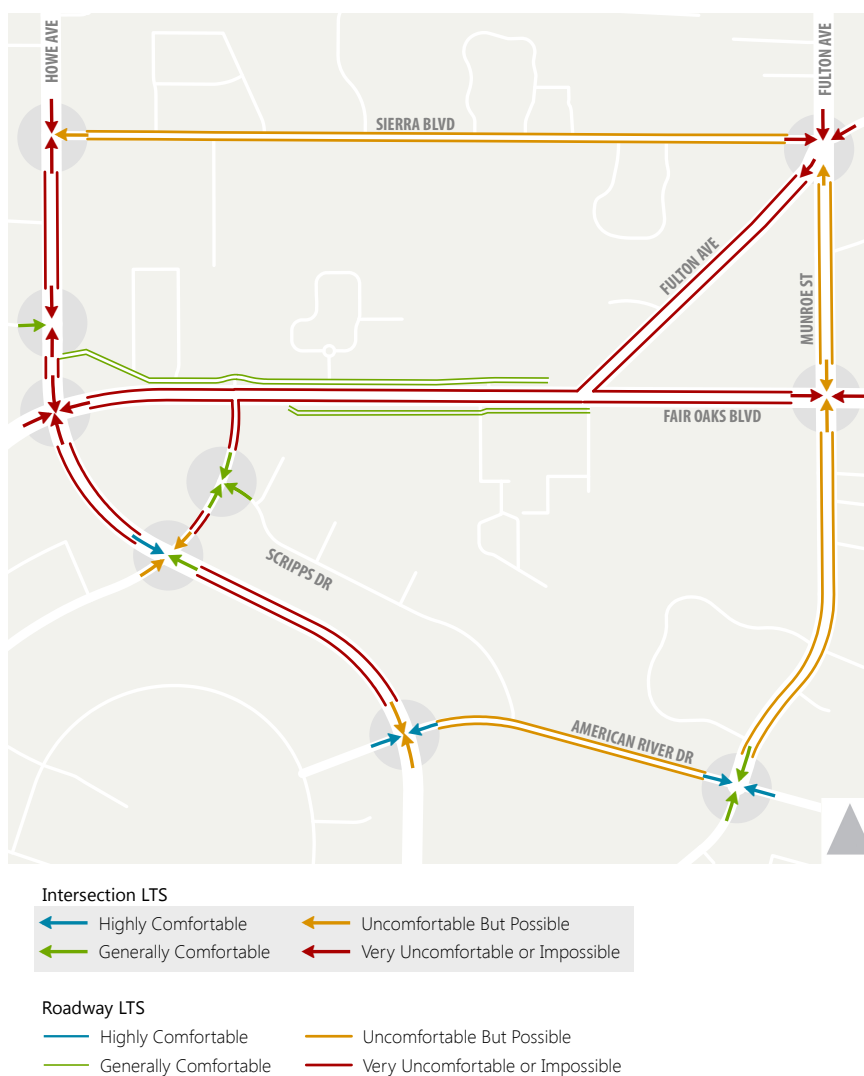 HOWE AVE
FULTON AVE
SIERRA BLVD
FULTON AVE
MUNROE ST
FAIR OAKS BLVD
SCRIPPS DR
AMERICAN RIVER DR
Intersection LTS
Highly Comfortable
Uncomfortable But Possible
Generally Comfortable
Very Uncomfortable or Impossible
Roadway LTS
Highly Comfortable
Uncomfortable But Possible
Generally Comfortable
Very Uncomfortable or Impossible